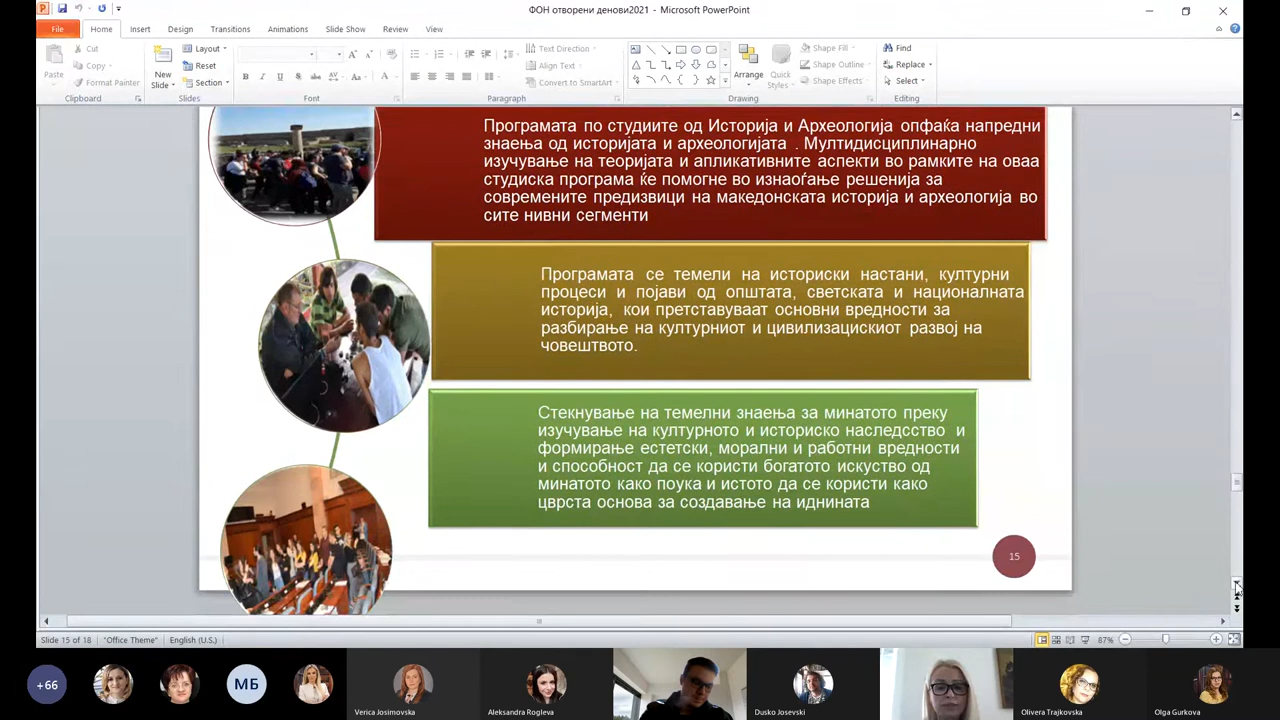 ФОН отворени денови2021 - Microsoft PowerPoint
File
Home
Insert
Design
Transitions
Animations
Slide Show
Review
View
Paste
Cut
Copy
Format Painter
Clipboard
New
Slide
Layout
Reset
Section
Slides
Font
Text Direction
Align Text
Convert to SmartArt
Paragraph
Arrange
Quick
Styles
Shape Fill
Shape Outline
Shape Effects
Drawing
Find
Replace
Select
Editing
Програмата по студиите од Историја и Археологија опфаќа напредни
знаења од историјата и археологијата . Мултидисциплинарно
изучување на теоријата и апликативните аспекти во рамките на оваа
студиска програма ќе помогне во изнаоѓање решенија за
современите предизвици на македонската историја и археологија во
сите нивни сегменти
Програмата се темели на историски настани, културни
процеси и појави од општата, светската и националната
историја, кои претставуваат основни вредности за
разбирање на културниот и цивилизацискиот развој на
човештвото.
Стекнување на темелни знаења за минатото преку
изучување на културното и историско наследсство и
формирање естетски, морални и работни вредности
и способност да се користи богатото искуство од
минатото како поука и истото да се користи како
цврста основа за создавање на иднината
15
Slide 15 of 18
"Office Theme"
English (U.S.)
87%
+66
МБ
Verica Josimovska
Aleksandra Rogleva
Dusko Josevski
Olivera Trajkovska
Olga Gurkova